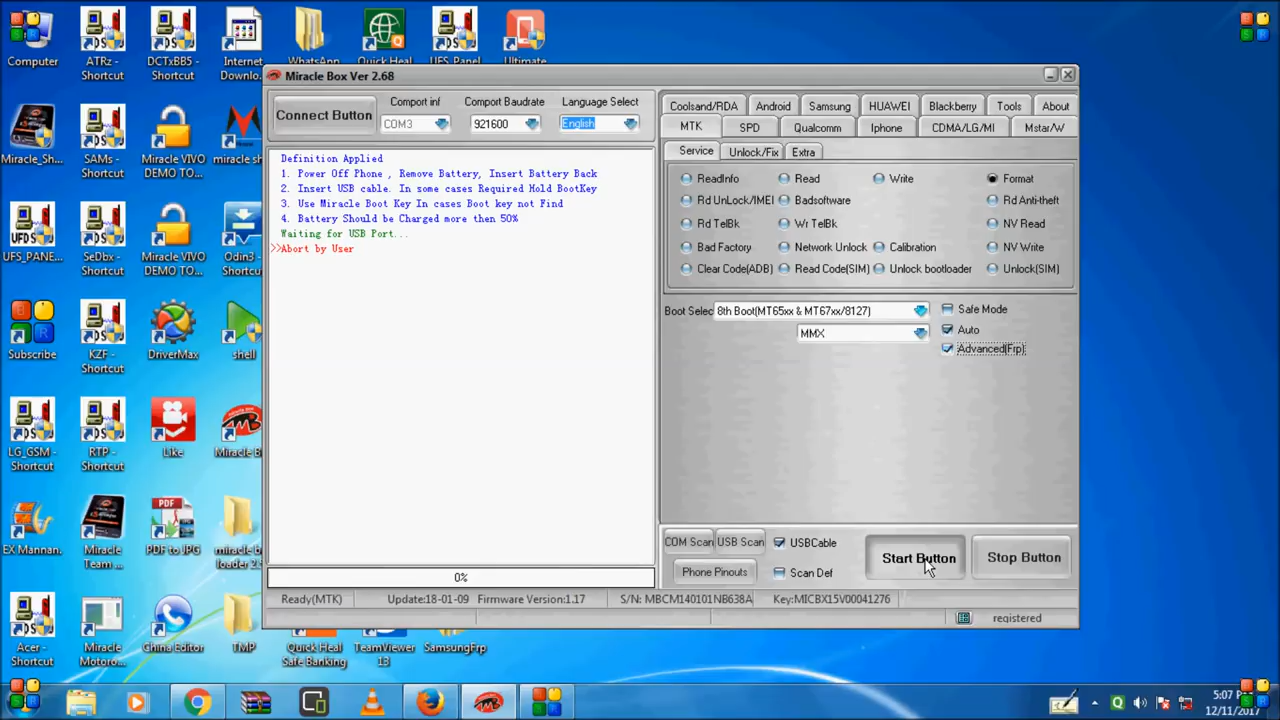 Computer
ATRz -
Shortcut
DCTxBB5 -
Shortcut
Internet
Downlo...
WhatsApp
Quick Heal
UFS_Panel
Ultimate
Miracle_Sh...
SAMs -
Shortcut
Miracle VIVO
DEMO TO...
miracle sh
UFS_PANE...
SeDbx -
Shortcut
Miracle VIVO
DEMO TO...
Odin3 -
Shortcut
Subscribe
KZF -
Shortcut
DriverMax
shell
LG_GSM -
Shortcut
RTP -
Shortcut
Like
Miracle B
EX Mannan.
Miracle
Team ...
PDF
PDF to JPG
miracle b
loader 2.
Acer -
Shortcut
Miracle
Motoro...
China Editor
TMP
Quick Heal
Safe Banking
TeamViewer
13
SamsungFrp
Miracle Box Ver 2.68
Connect Button
Comport inf
COM3
Comport Baudrate
921600
Language Select
English
Definition Applied
1. Power Off Phone , Remove Battery, Insert Battery Back
2. Insert USB cable. In some cases Required Hold BootKey
3. Use Miracle Boot Key In cases Boot key not Find
4. Battery Should be Charged more then 50%
Waiting for USB Port...
>>Abort by User
0%
Coolsand/RDA Android Samsung HUAWEI Blackberry Tools About
MTK SPD Qualcomm Iphone CDMA/LG/MI Mstar/W
Service Unlock/Fix Extra
ReadInfo Read Write Format
Rd UnLock/IMEI Badsoftware Rd Anti-theft
Rd TelBk Wr TelBk NV Read
Bad Factory Network Unlock Calibration NV Write
Clear Code(ADB) Read Code(SIM) Unlock bootloader Unlock(SIM)
Boot Selec 8th Boot(MT65xx & MT67xx/8127) Safe Mode
MMX Auto
Advanced(Frp)
COM Scan USB Scan USBCable
Phone Pinouts Scan Def
Start Button Stop Button
Ready(MTK) Update:18-01-09 Firmware Version:1.17 S/N: MBCM140101NB638A Key:MICBX15V00041276
registered
5:07 PM
12/11/2017